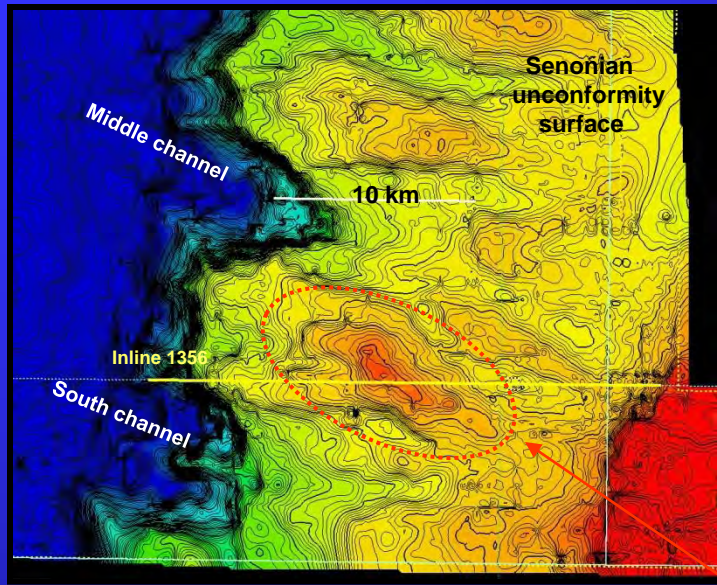 Senonian
unconformity
surface
Middle channel
10 km
Inline 1356
South channel